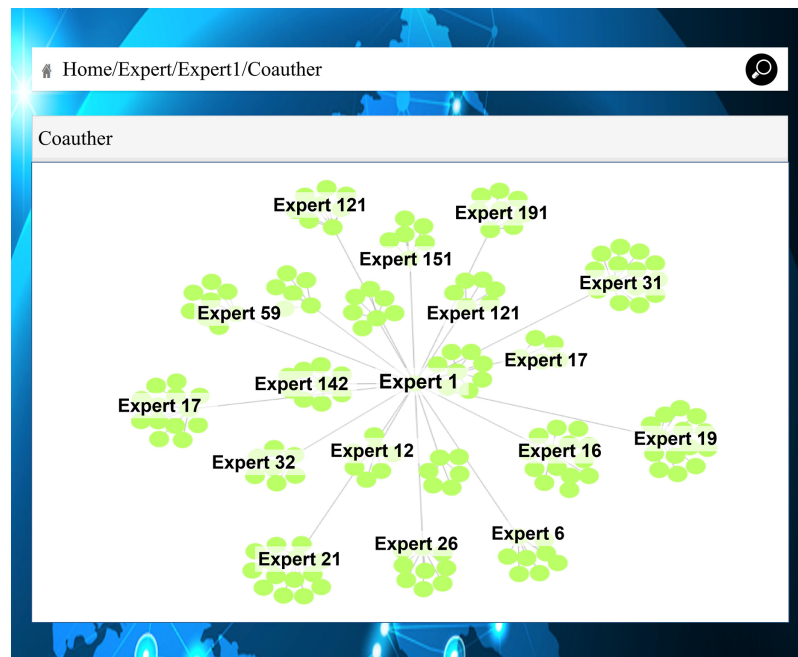 Home/Expert/Expert1/Coauther
Coauther
Expert 121
Expert 191
Expert 151
Expert 31
Expert 59
Expert 121
Expert 17
Expert 142
Expert 1
Expert 17
Expert 12
Expert 16
Expert 19
Expert 32
Expert 6
Expert 26
Expert 21